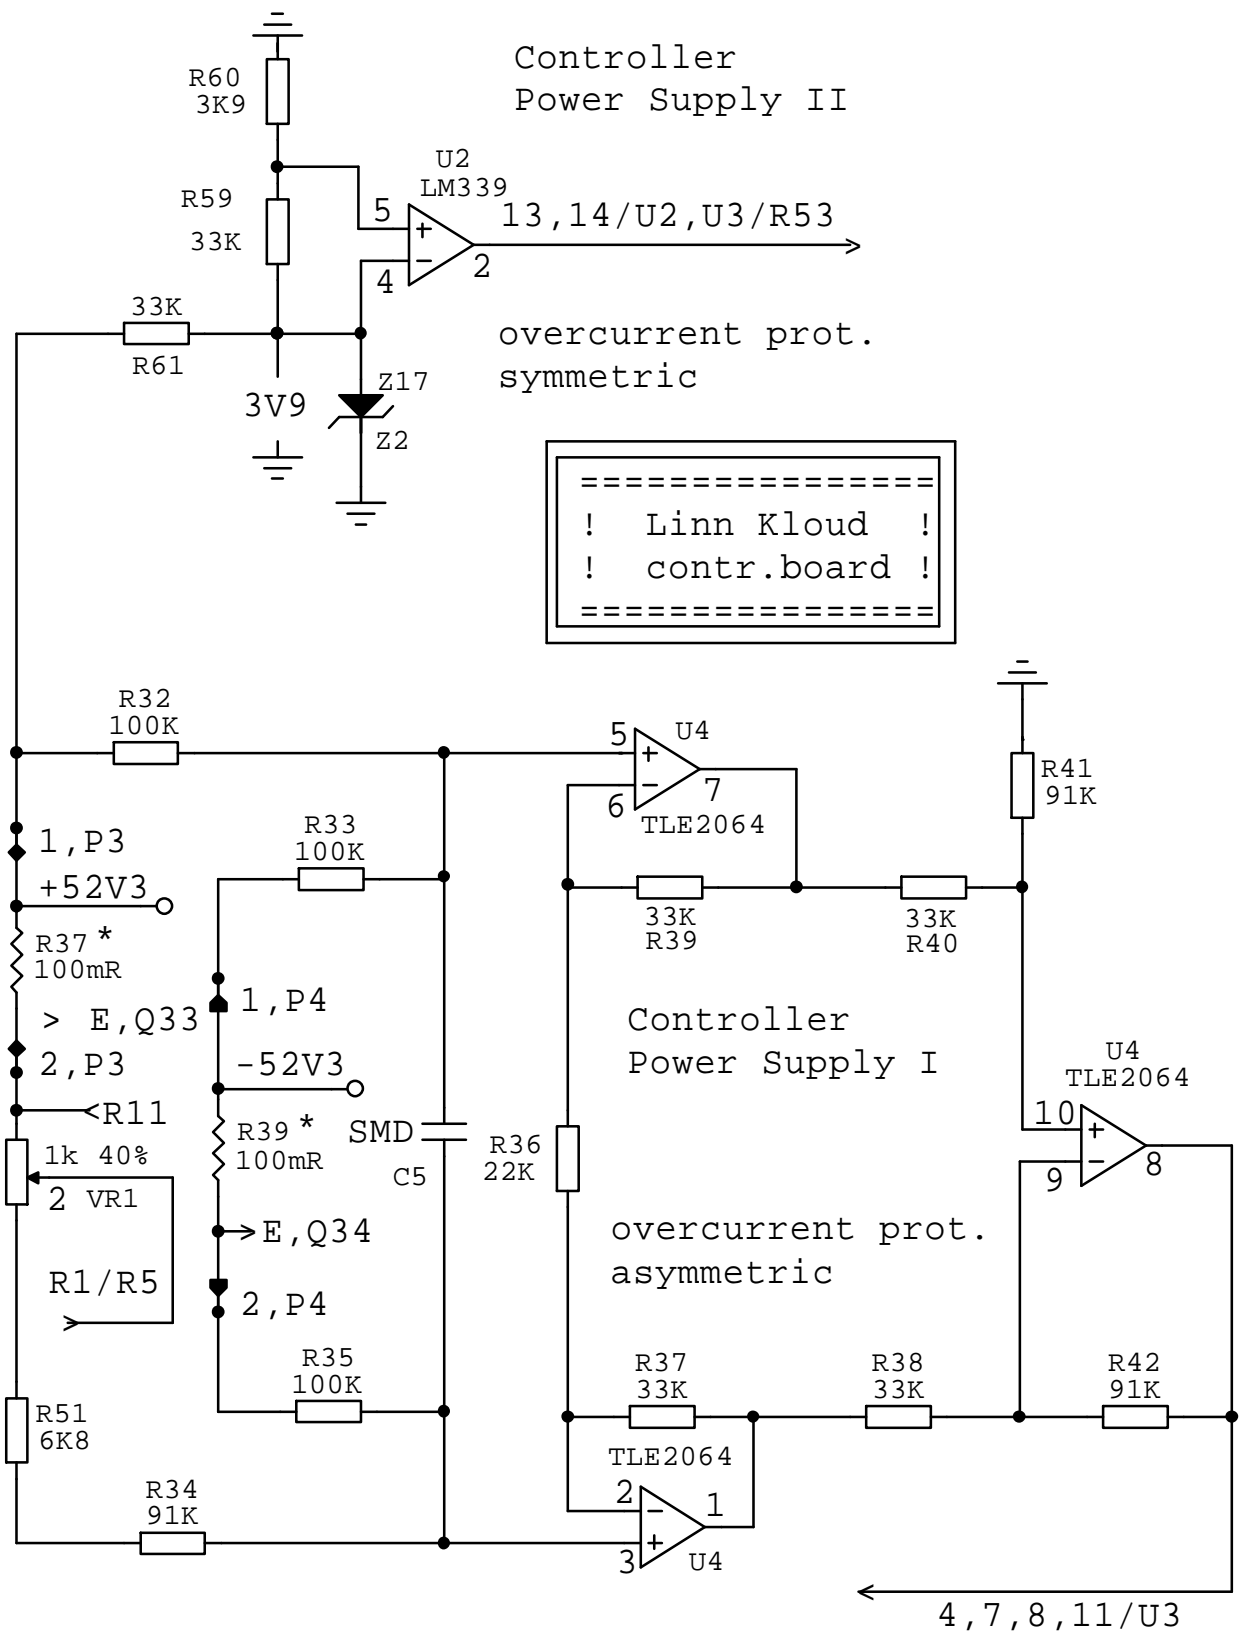 Controller
Power Supply II
R60
3K9
U2
LM339
R59
33K
5
+
−
4
2
13,14/U2,U3/R53
33K
R61
overcurrent prot.
symmetric
3V9
Z17
Z2
================
! Linn Kloud !
! contr.board !
================
R32
100K
5
+
−
6
7
U4
TLE2064
R41
91K
1,P3
+52V3
R33
100K
33K
R39
33K
R40
R37 *
100mR
> E,Q33
2,P3
1,P4
-52V3
Controller
Power Supply I
U4
TLE2064
<R11
R39 *
100mR
SMD
C5
R36
22K
10
+
−
9
8
1k 40%
2 VR1
>E,Q34
overcurrent prot.
asymmetric
R1/R5
2,P4
R35
100K
R37
33K
R38
33K
R42
91K
R51
6K8
TLE2064
R34
91K
2
−
+
3
1
U4
4,7,8,11/U3